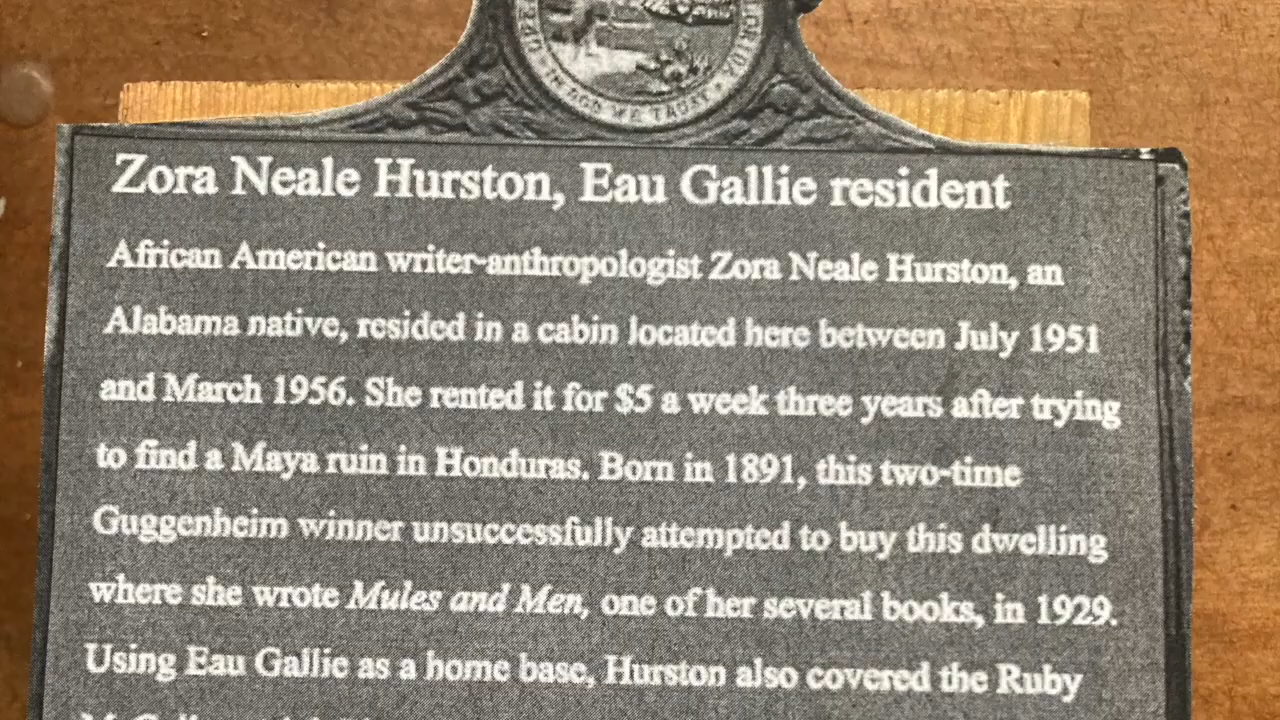 IN GOD WE TRUST
Zora Neale Hurston, Eau Gallie resident
African American writer-anthropologist Zora Neale Hurston, an
Alabama native, resided in a cabin located here between July 1951
and March 1956. She rented it for $5 a week three years after trying
to find a Maya ruin in Honduras. Born in 1891, this two-time
Guggenheim winner unsuccessfully attempted to buy this dwelling
where she wrote Mules and Men, one of her several books, in 1929.
Using Eau Gallie as a home base, Hurston also covered the Ruby